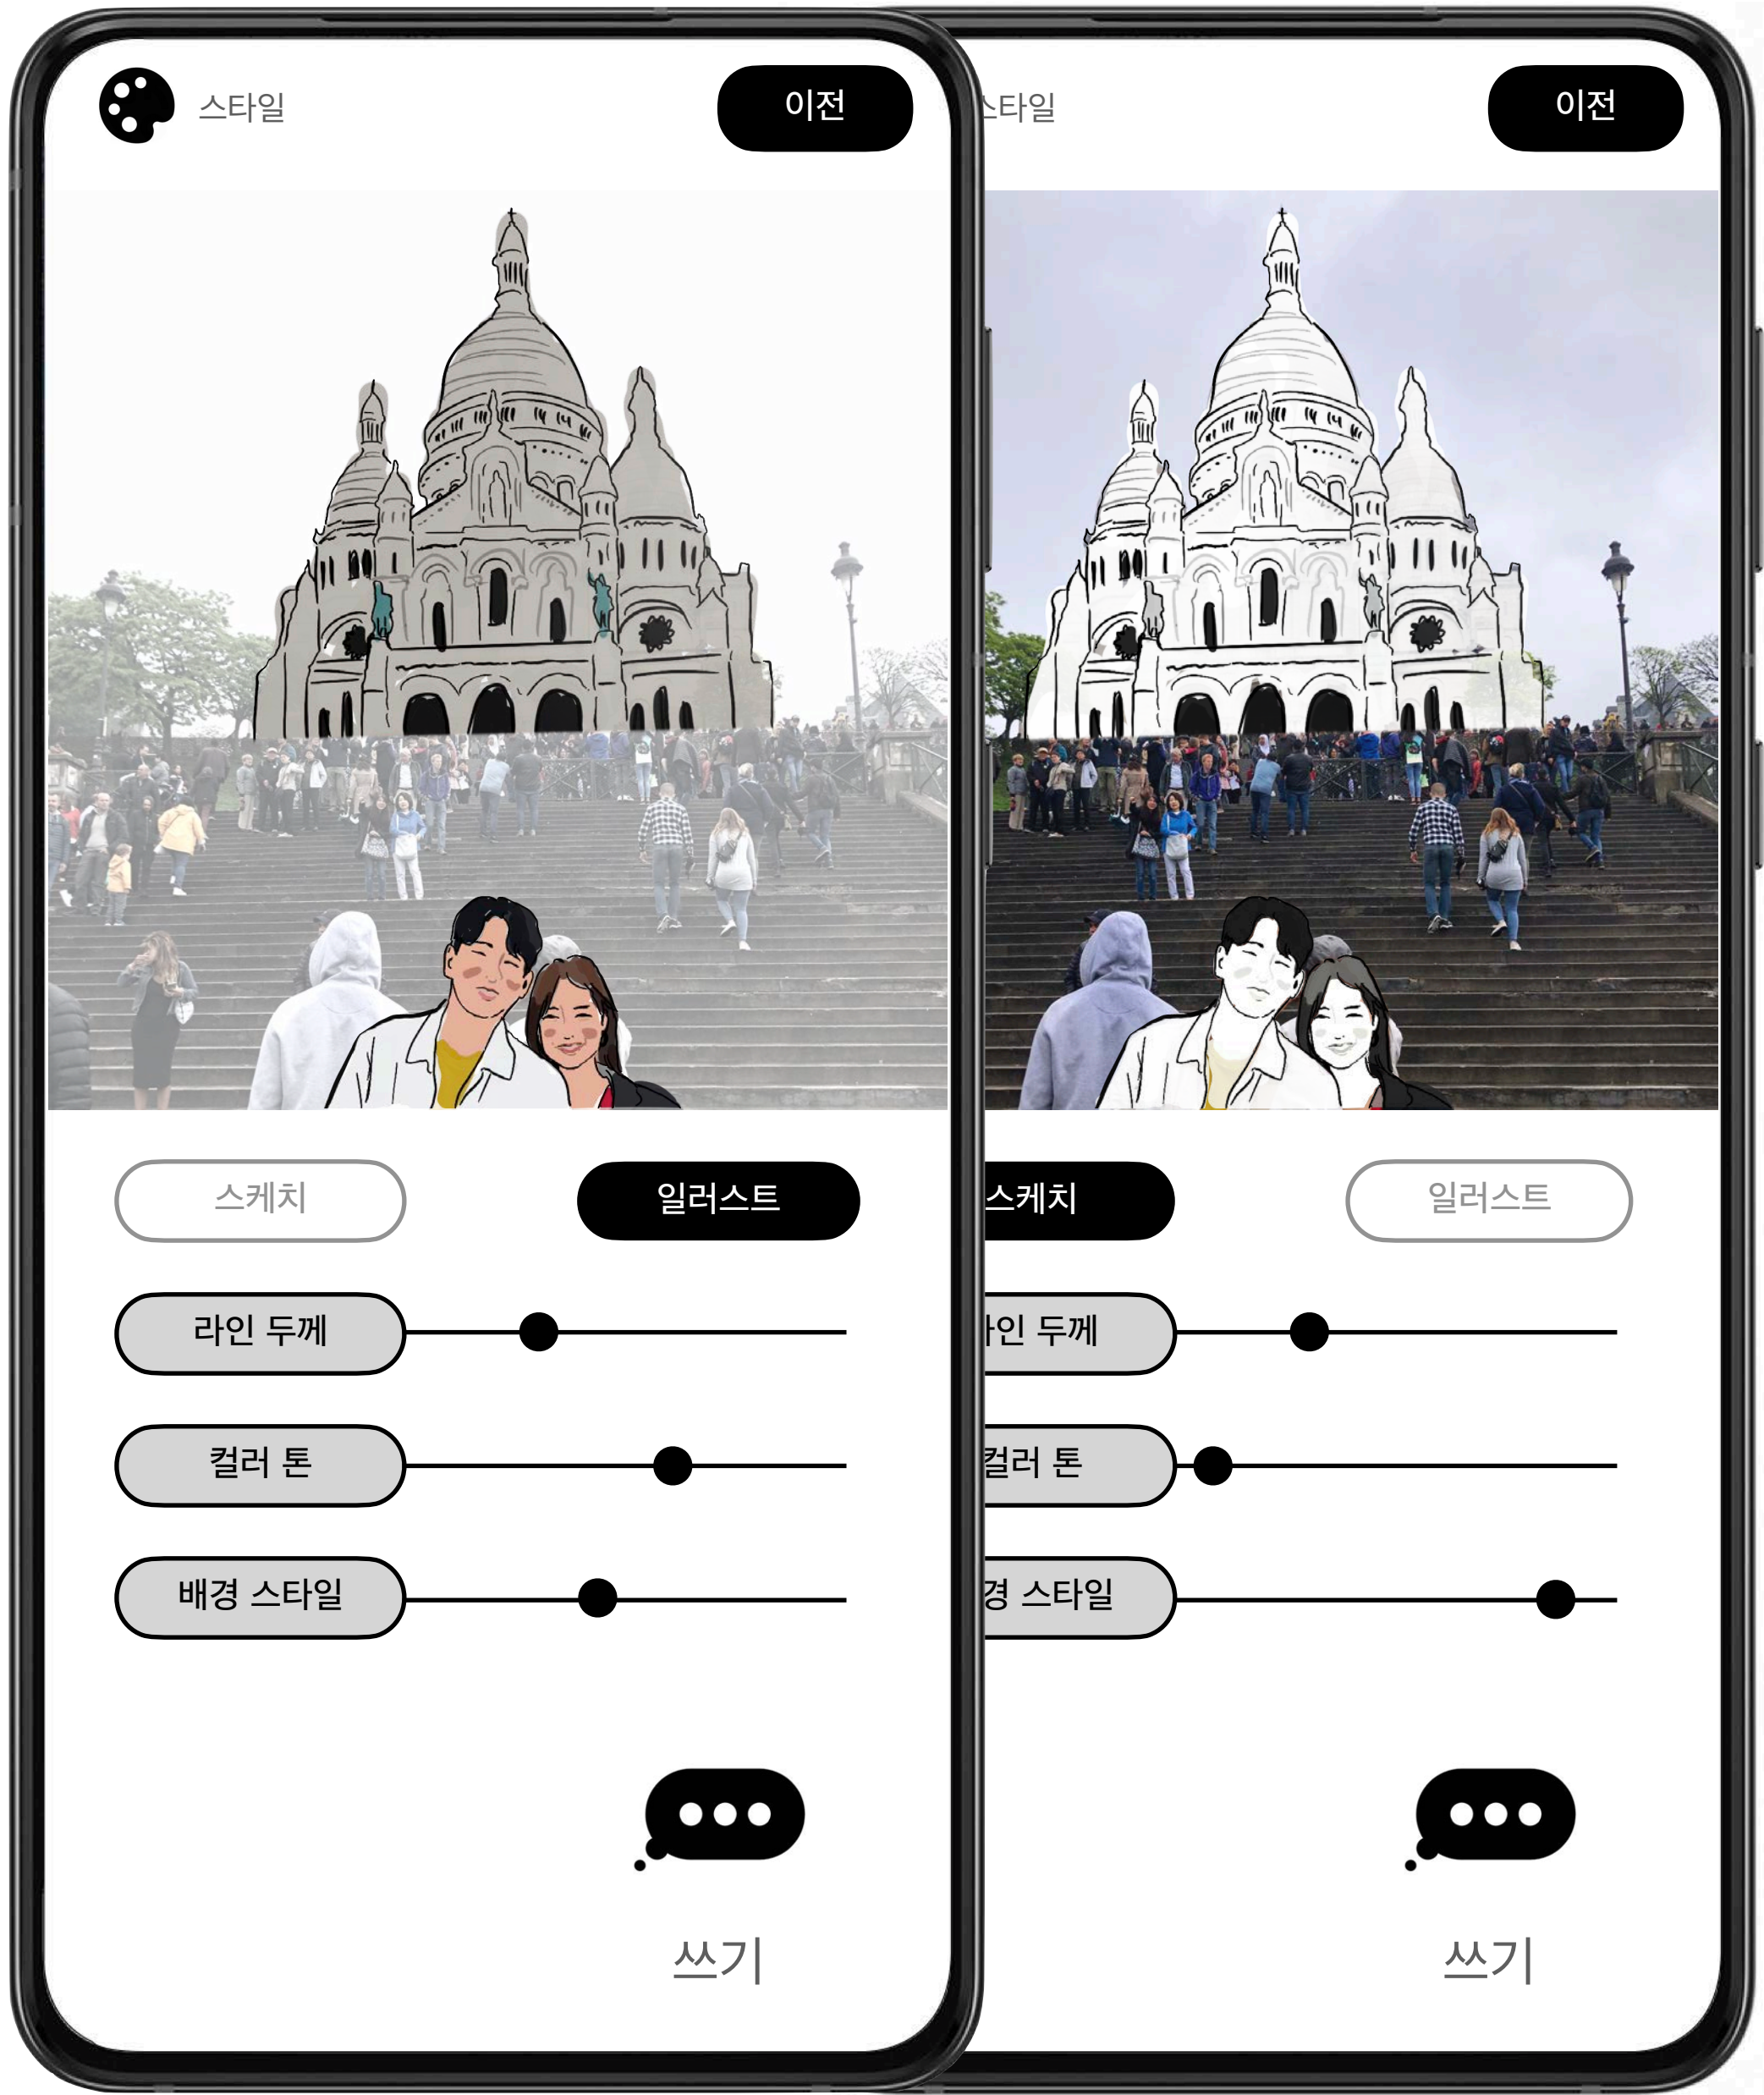 스타일
이전
스케치
일러스트
라인 두께
컬러 톤
배경 스타일
쓰기
스타일
이전
스케치
일러스트
인 두께
컬러 톤
경 스타일
쓰기